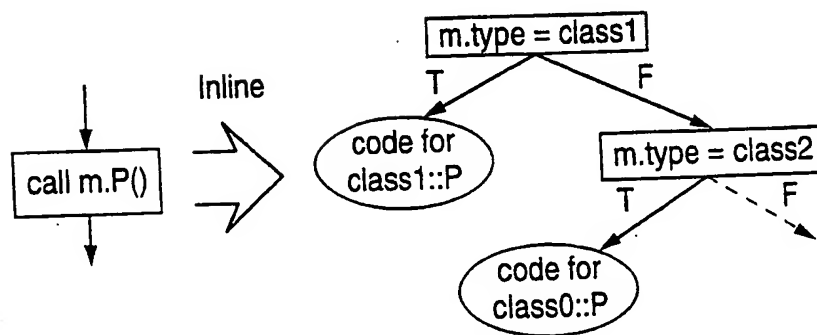 m.type = class1
Inline
T
F
call m.P()
code for
class1::P
m.type = class2
T
F
code for
class0::P